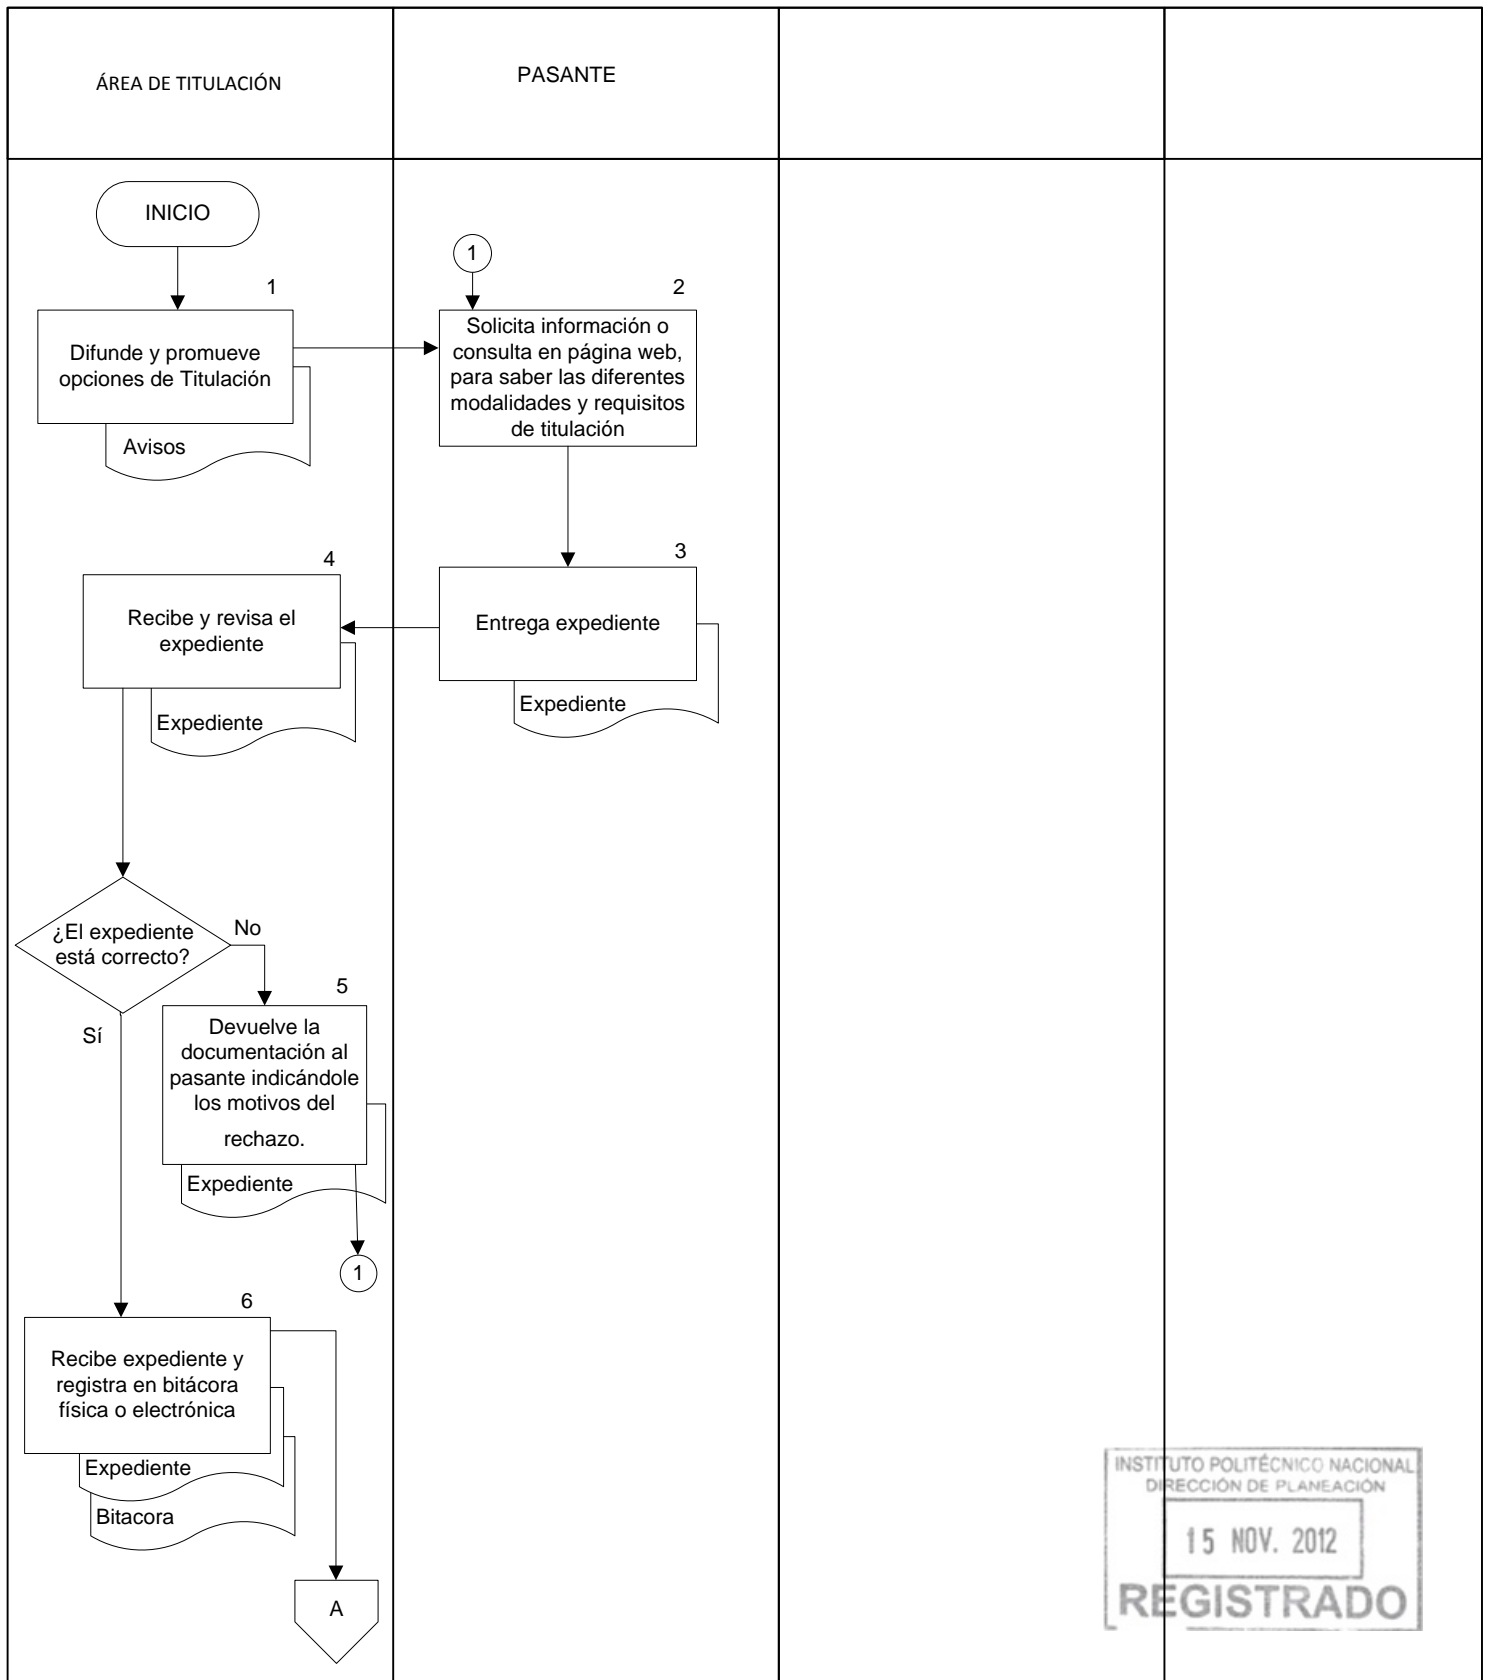 ÁREA DE TITULACIÓN
PASANTE
INICIO
1
Difunde y promueve
opciones de Titulación
Avisos
1
2
Solicita información o
consulta en página web,
para saber las diferentes
modalidades y requisitos
de titulación
3
Entrega expediente
Expediente
4
Recibe y revisa el
expediente
Expediente
¿El expediente
está correcto?
No
Sí
5
Devuelve la
documentación al
pasante indicándole
los motivos del
rechazo.
Expediente
1
6
Recibe expediente y
registra en bitácora
física o electrónica
Expediente
Bitacora
A
INSTITUTO POLITÉCNICO NACIONAL
DIRECCIÓN DE PLANEACIÓN
15 NOV. 2012
REGISTRADO